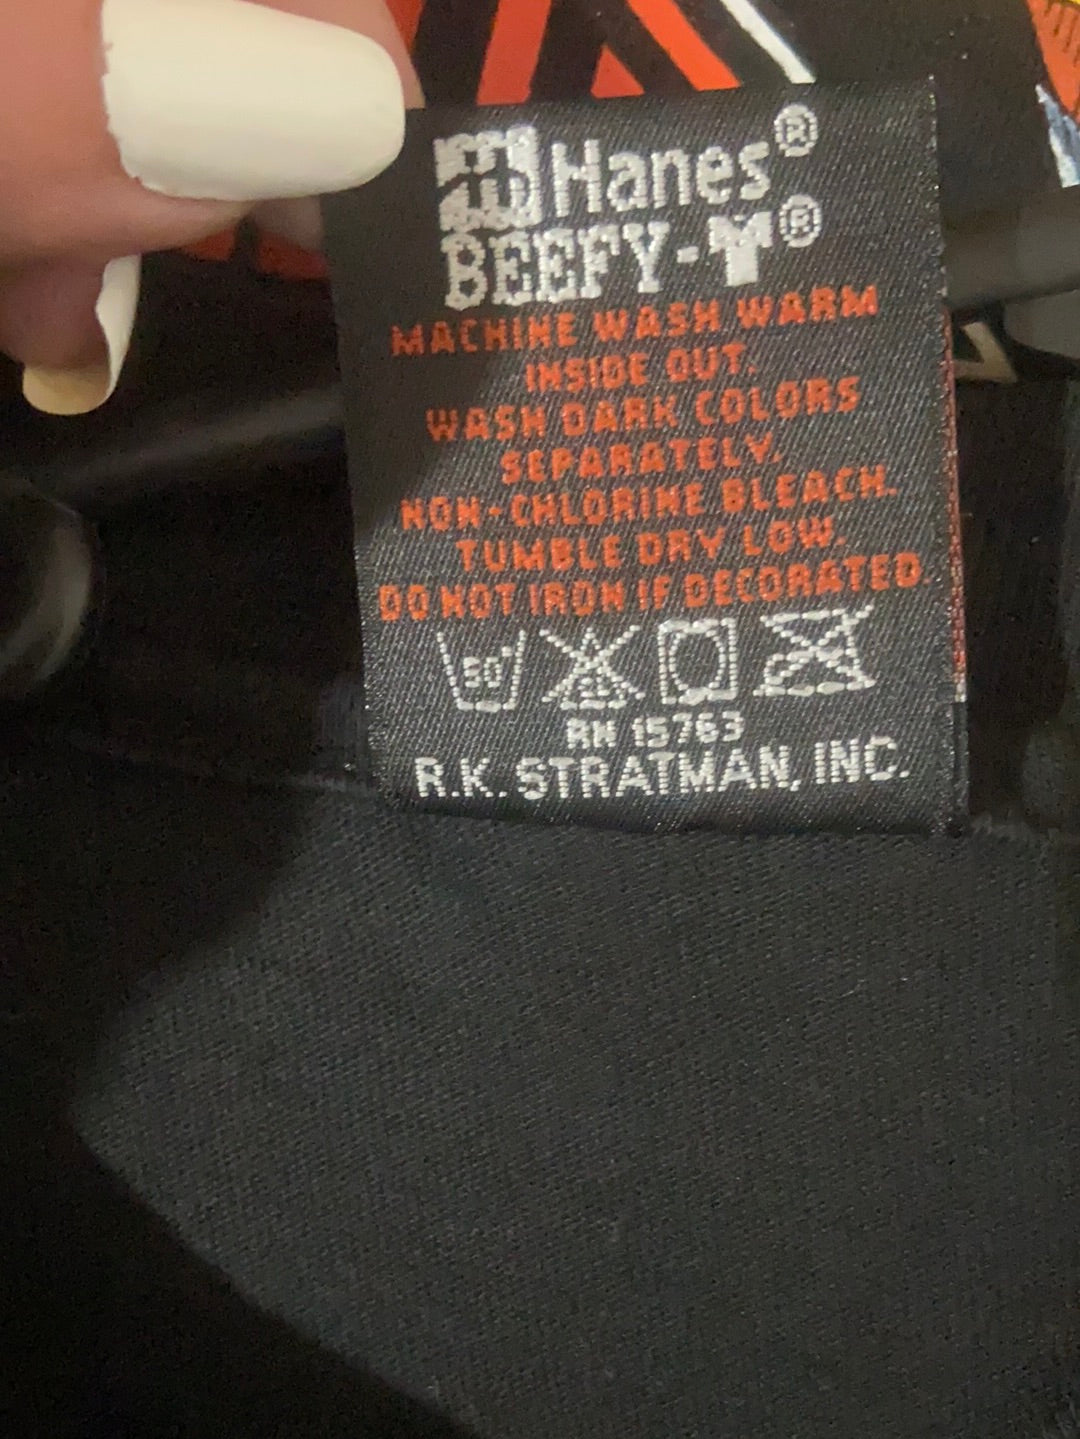 Hanes®
BEEFY-T®
MACHINE WASH WARM
INSIDE OUT.
WASH DARK COLORS
SEPARATELY.
NON-CHLORINE BLEACH.
TUMBLE DRY LOW.
DO NOT IRON IF DECORATED.
RN 15763
R.K. STRATMAN, INC.